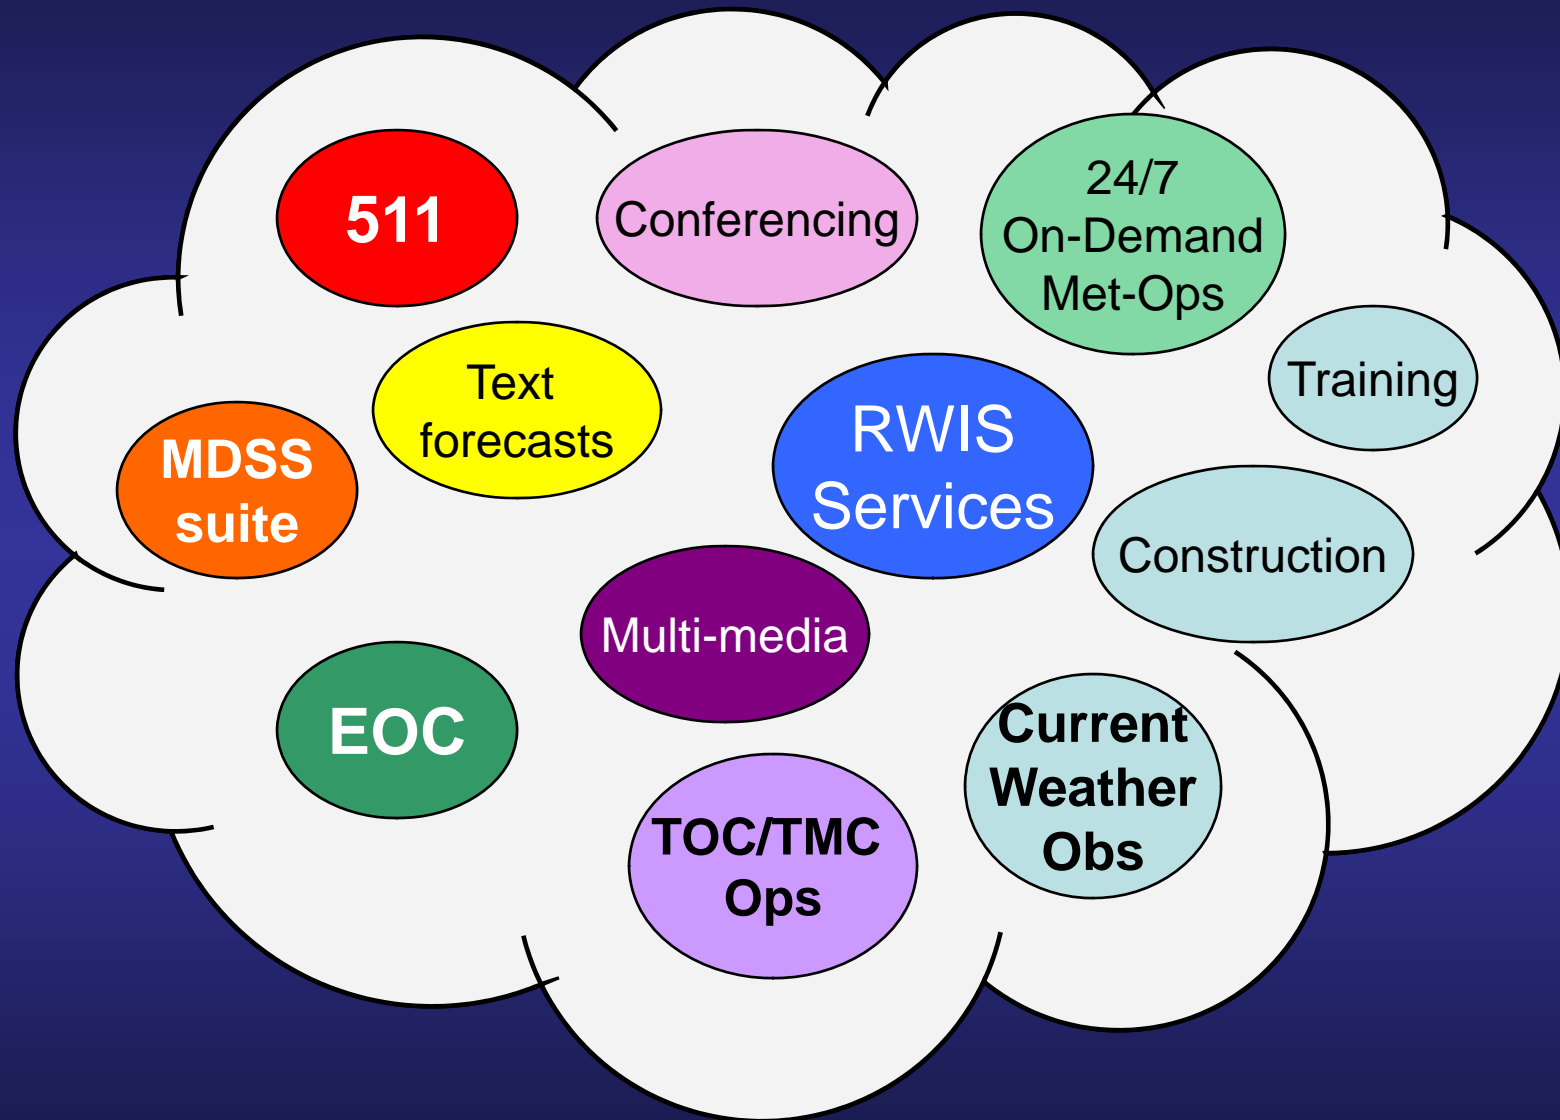 511
Conferencing
24/7
On-Demand
Met-Ops
Text
forecasts
Training
MDSS
suite
RWIS
Services
Construction
Multi-media
EOC
Current
Weather
Obs
TOC/TMC
Ops